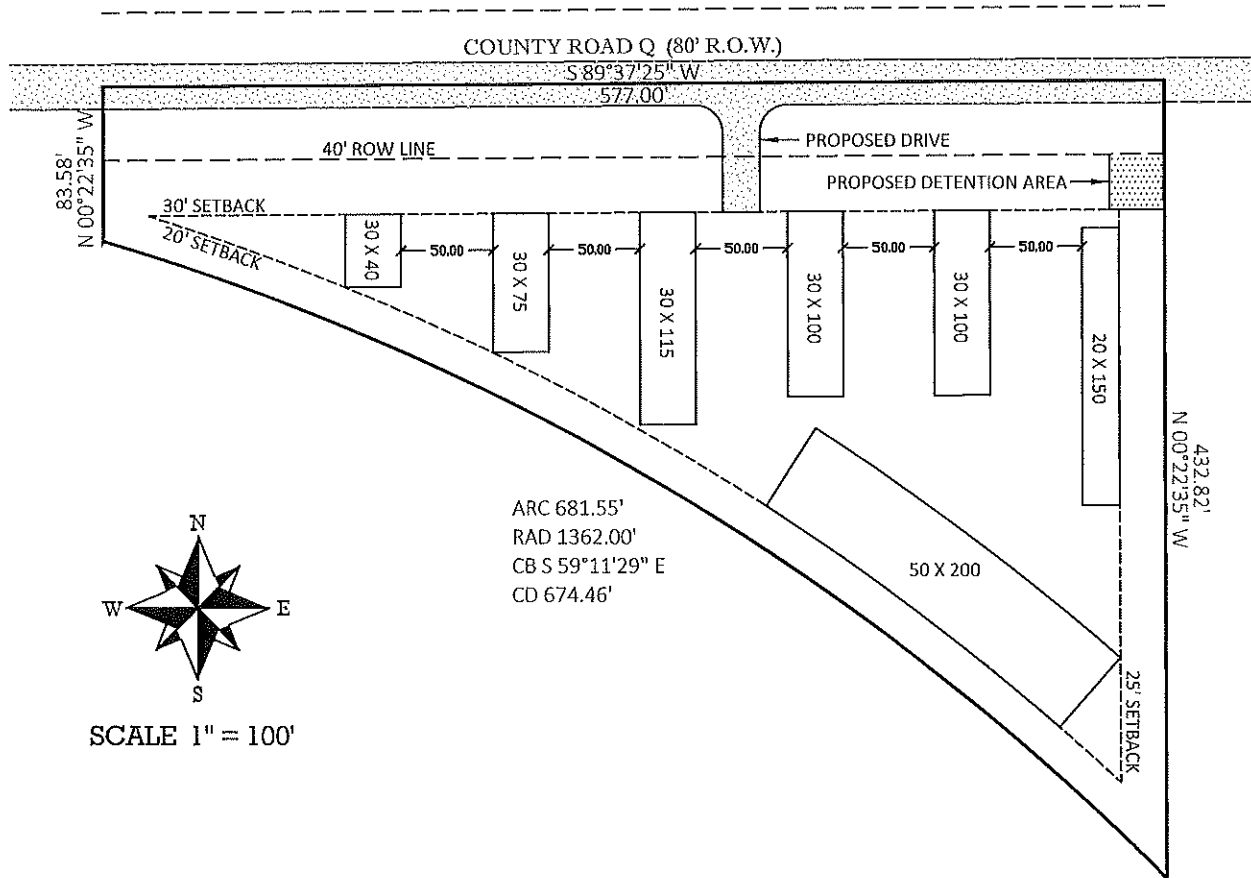 COUNTY ROAD Q (80' R.O.W.)
S 89°37'25" W
577.00'
83.58'
N 00°22'35" W
40' ROW LINE
PROPOSED DRIVE
PROPOSED DETENTION AREA
30' SETBACK
20' SETBACK
30 X 40
50.00
30 X 75
50.00
30 X 115
50.00
30 X 100
50.00
30 X 100
50.00
20 X 150
432.82'
N 00°22'35" W
ARC 681.55'
RAD 1362.00'
CB S 59°11'29" E
CD 674.46'
50 X 200
25' SETBACK
N
W
E
S
SCALE 1" = 100'